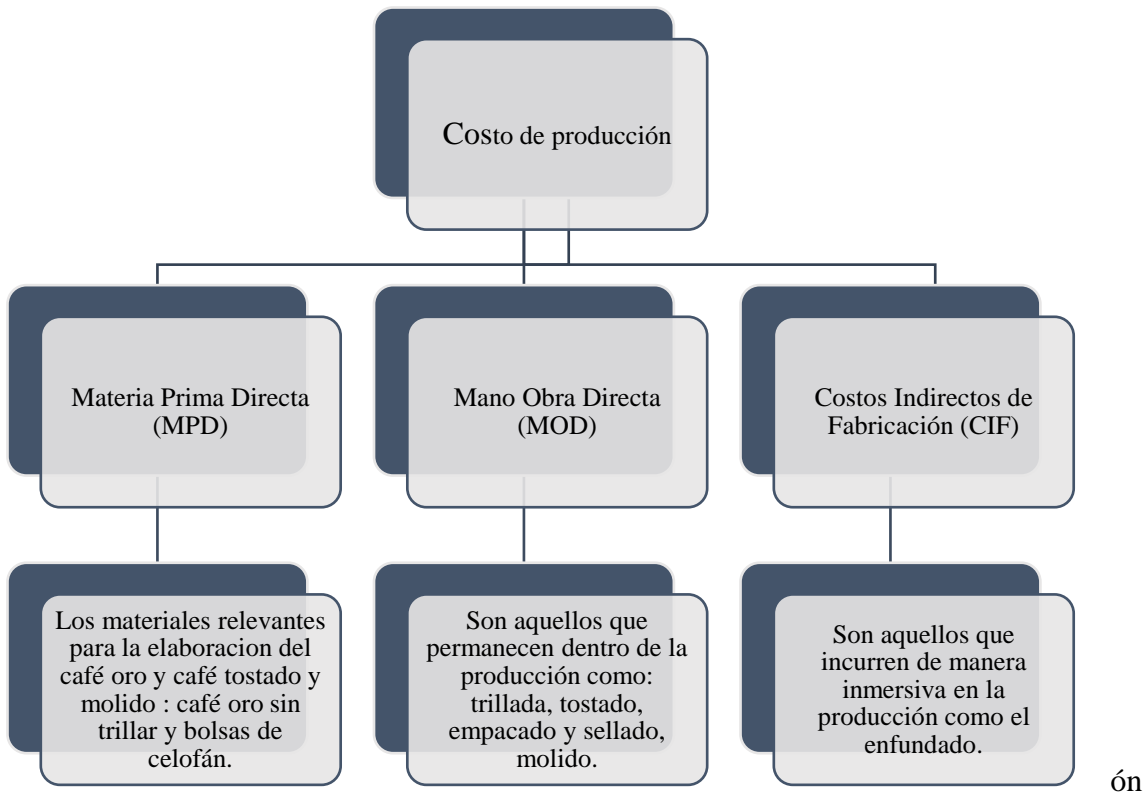 Costo de producción
Materia Prima Directa
(MPD)
Mano Obra Directa
(MOD)
Costos Indirectos de
Fabricación (CIF)
Los materiales relevantes
para la elaboracion del
café oro y café tostado y
molido : café oro sin
trillar y bolsas de
celofán.
Son aquellos que
permanecen dentro de la
producción como:
trillada, tostado,
empacado y sellado,
molido.
Son aquellos que
incurren de manera
inmersiva en la
producción como el
enfundado.
ón